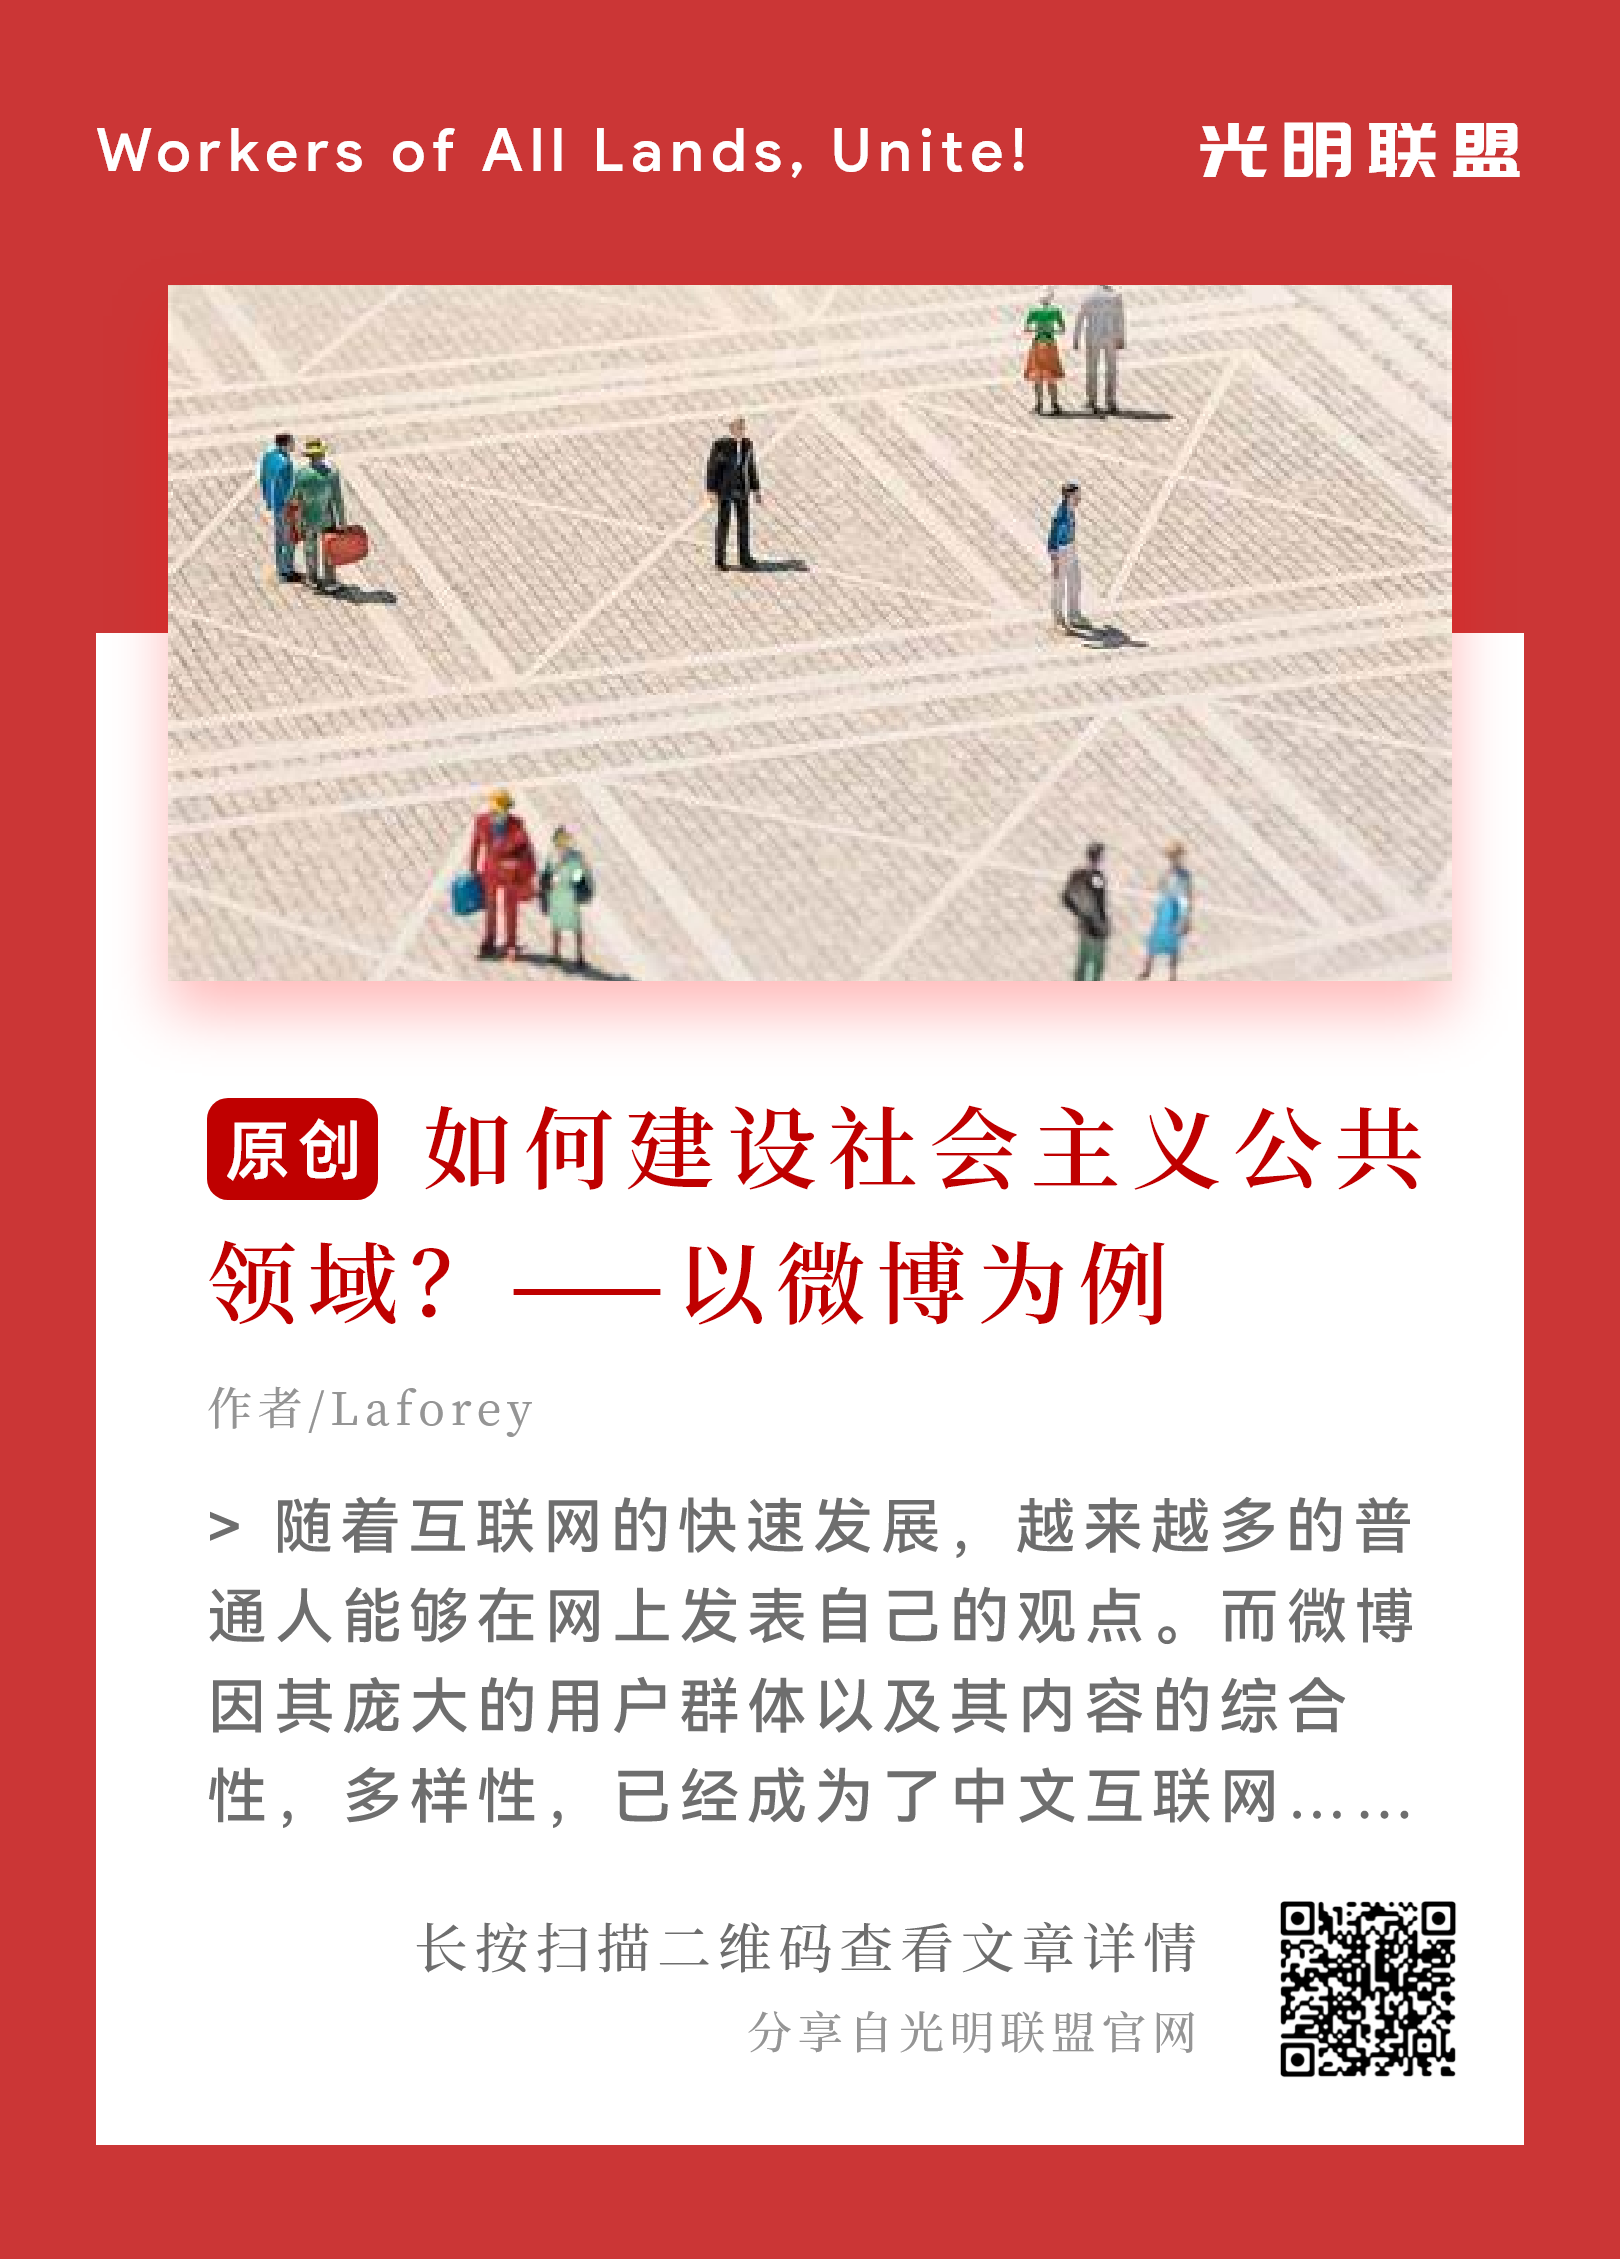 Workers of All Lands, Unite!
光明联盟
原创 如何建设社会主义公共
领域？——以微博为例
作者/Laforey
> 随着互联网的快速发展，越来越多的普
通人能够在网上发表自己的观点。而微博
因其庞大的用户群体以及其内容的综合
性，多样性，已经成为了中文互联网……
长按扫描二维码查看文章详情
分享自光明联盟官网